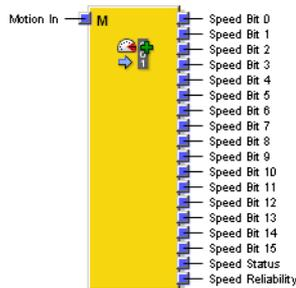 Motion In
M
1
Speed Bit 0
Speed Bit 1
Speed Bit 2
Speed Bit 3
Speed Bit 4
Speed Bit 5
Speed Bit 6
Speed Bit 7
Speed Bit 8
Speed Bit 9
Speed Bit 10
Speed Bit 11
Speed Bit 12
Speed Bit 13
Speed Bit 14
Speed Bit 15
Speed Status
Speed Reliability